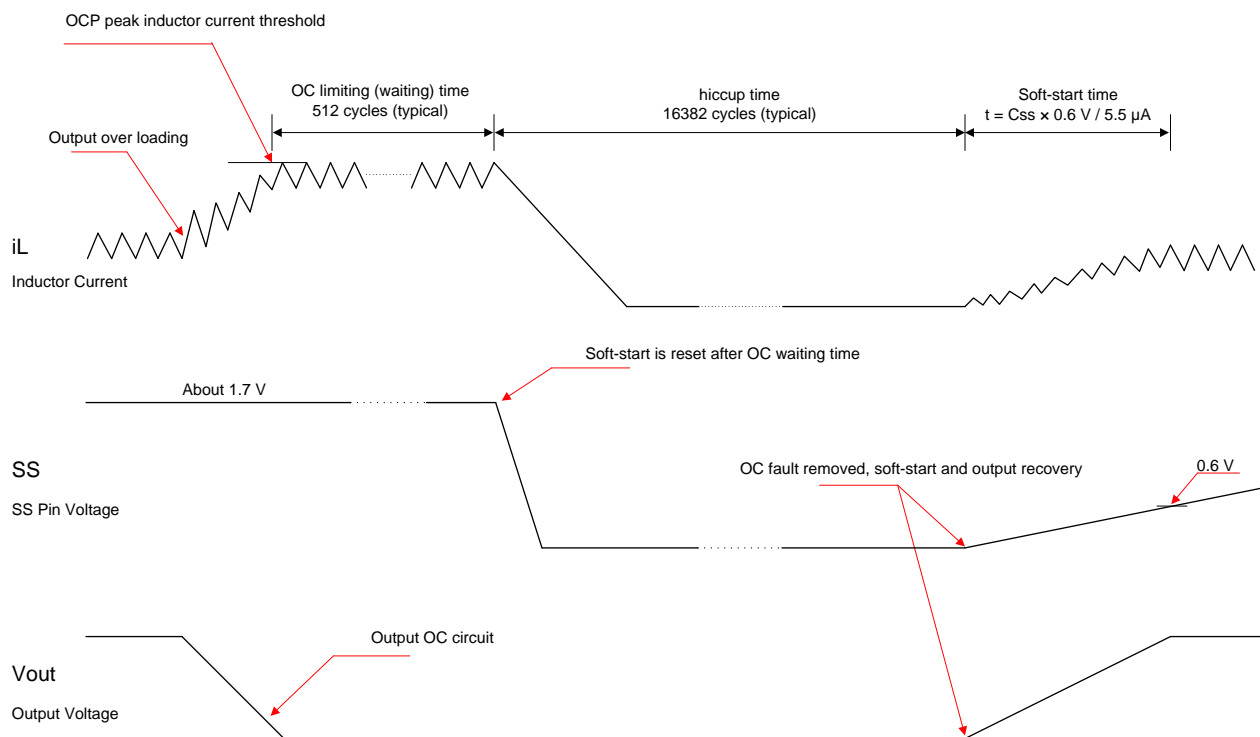 OCP peak inductor current threshold
OC limiting (waiting) time
512 cycles (typical)
hiccup time
16382 cycles (typical)
Soft-start time
t = Css × 0.6 V / 5.5 µA
Output over loading
iL
Inductor Current
Soft-start is reset after OC waiting time
About 1.7 V
SS
SS Pin Voltage
OC fault removed, soft-start and output recovery
0.6 V
Output OC circuit
Vout
Output Voltage